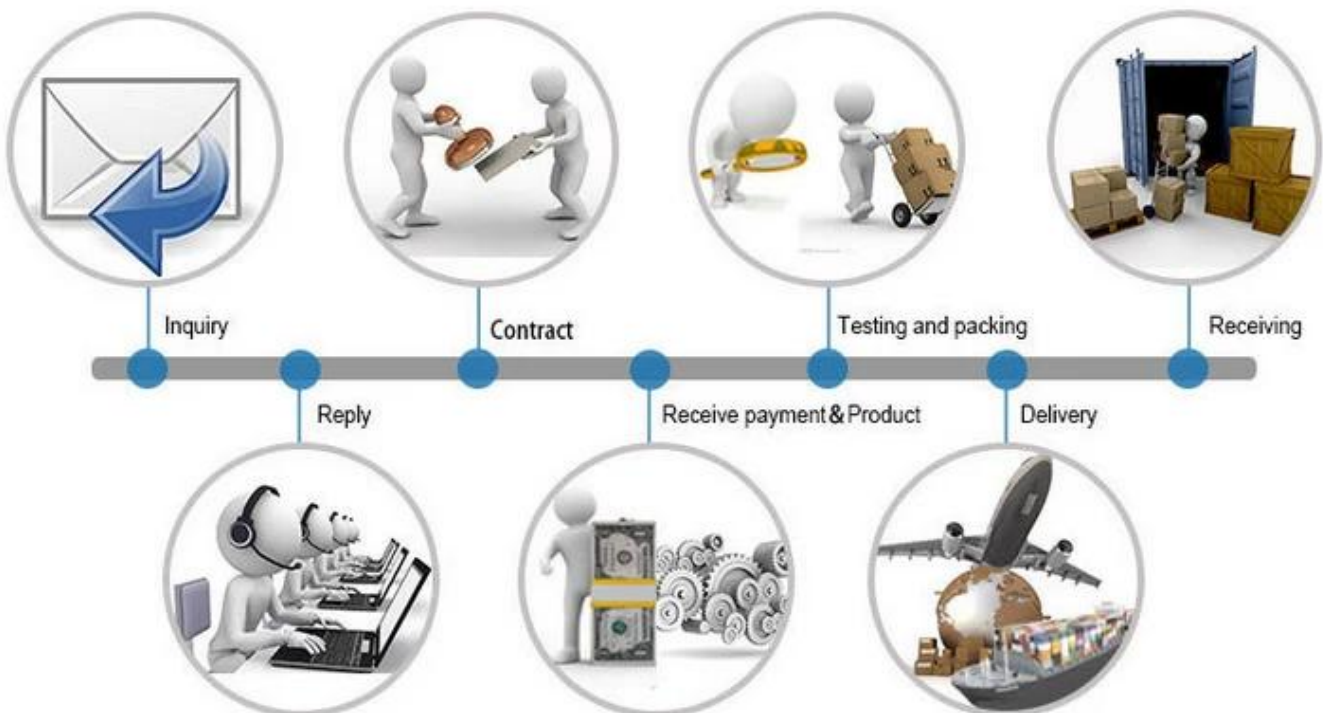 Inquiry
Contract
Testing and packing
Receiving
Reply
Receive payment&Product
Delivery